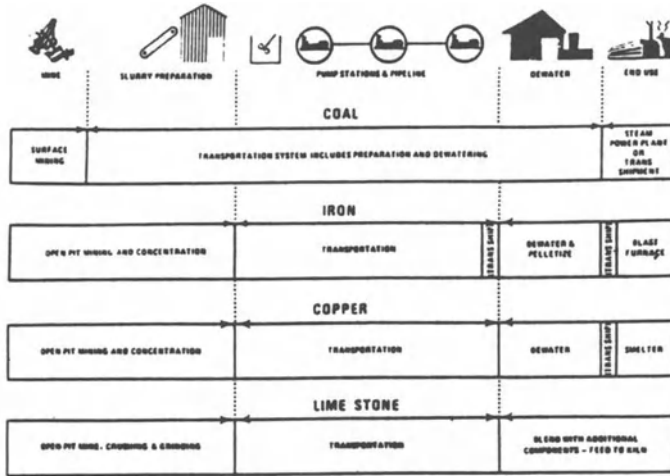 MINE
SLURRY PREPARATION
PUMP STATIONS & PIPELINE
DEWATER
END USE
COAL
SURFACE
MINING
TRANSPORTATION SYSTEM INCLUDES PREPARATION AND DEWATERING
STEAM
POWER PLANT
OR
TRANS
SHIPMENT
IRON
OPEN PIT MINING AND CONCENTRATION
TRANSPORTATION
TRANS SHIP
DEWATER &
PELLETIZE
TRANS SHIP
BLAST
FURNACE
COPPER
OPEN PIT MINING AND CONCENTRATION
TRANSPORTATION
DEWATER
TRANS SHIP
SMELTER
LIME STONE
OPEN PIT MINE, CRUSHING & GRINDING
TRANSPORTATION
BLEND WITH ADDITIONAL
COMPONENTS - FEED TO KILN